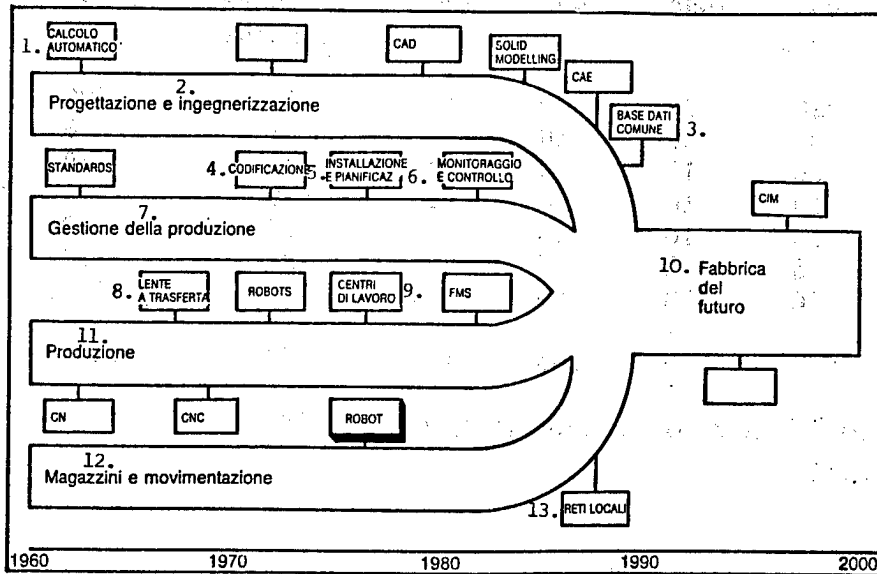 1. CALCOLO
AUTOMATICO
CAD
SOLID
MODELLING
CAE
2.
Progettazione e ingegnerizzazione
BASE DATI
COMUNE 3.
STANDARDS
4. CODIFICAZIONE
5. INSTALLAZIONE
E PIANIFICAZ
6. MONITORAGGIO
E CONTROLLO
7.
Gestione della produzione
CIM
8. LENTE
A TRASFERTA
ROBOTS
CENTRI
DI LAVORO
9. FMS
10. Fabbrica
del
futuro
11.
Produzione
CN
CNC
ROBOT
12.
Magazzini e movimentazione
13. RETI LOCALI
1960 1970 1980 1990 2000